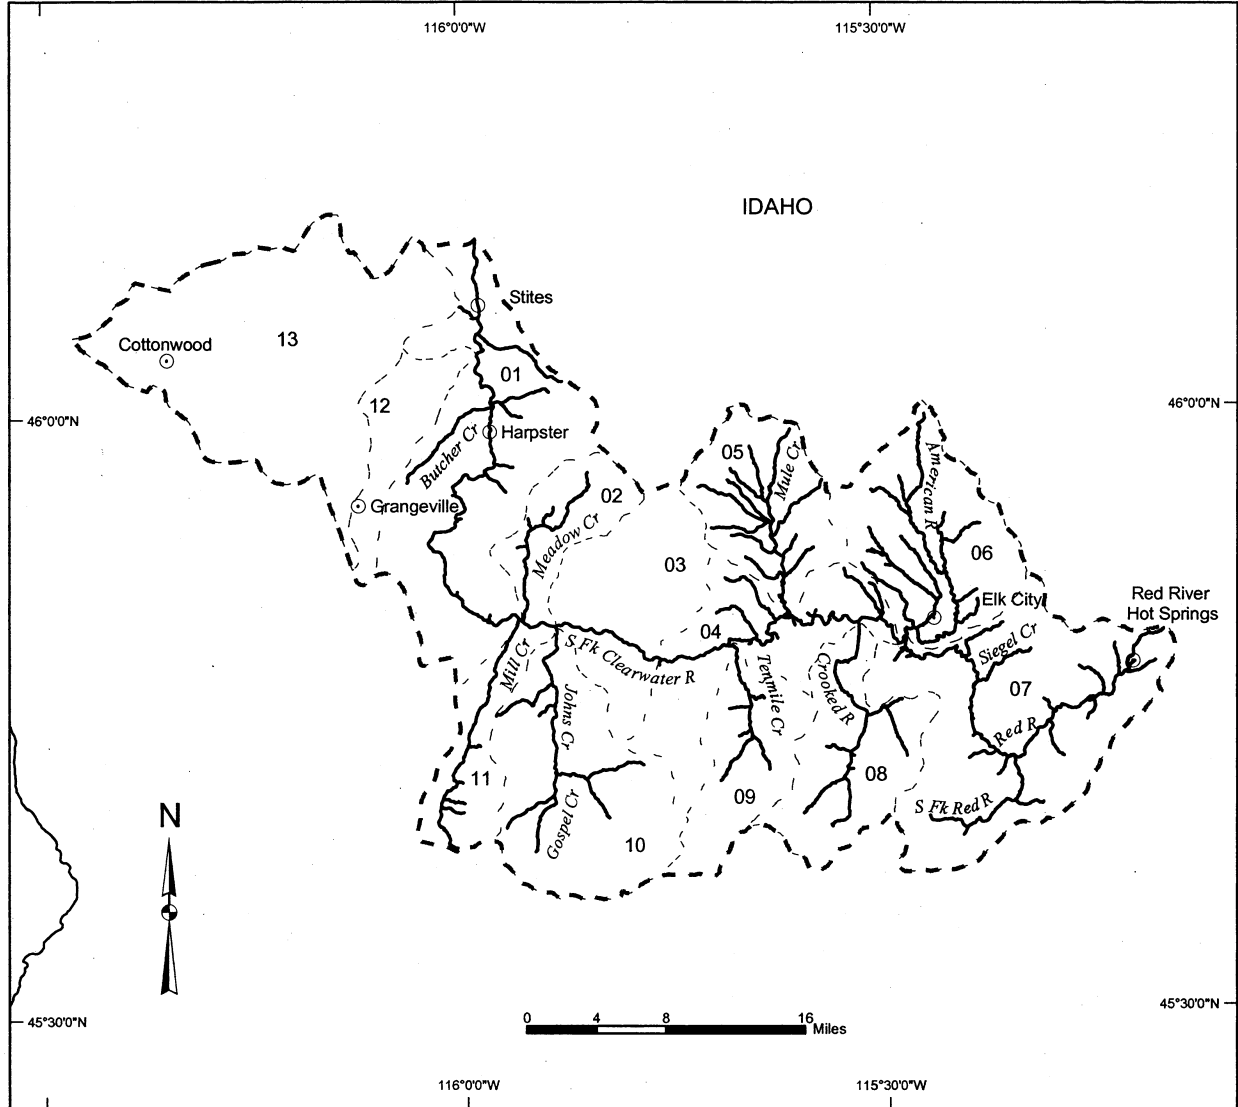 116°0'0"W
115°30'0"W
IDAHO
Stites
13
Cottonwood
01
46°0'0"N
12
46°0'0"N
Harpster
Butcher Cr
05
Mule Cr
American R
02
Grangeville
Meadow Cr
03
06
Elk City
Red River
Hot Springs
04
Siegel Cr
S Fk Clearwater R
Mill Cr
Johns Cr
Tenmile Cr
Crooked R
07
Red R
11
08
09
S Fk Red R
Gospel Cr
10
N
45°30'0"N
0 4 8 16
Miles
45°30'0"N
116°0'0"W
115°30'0"W